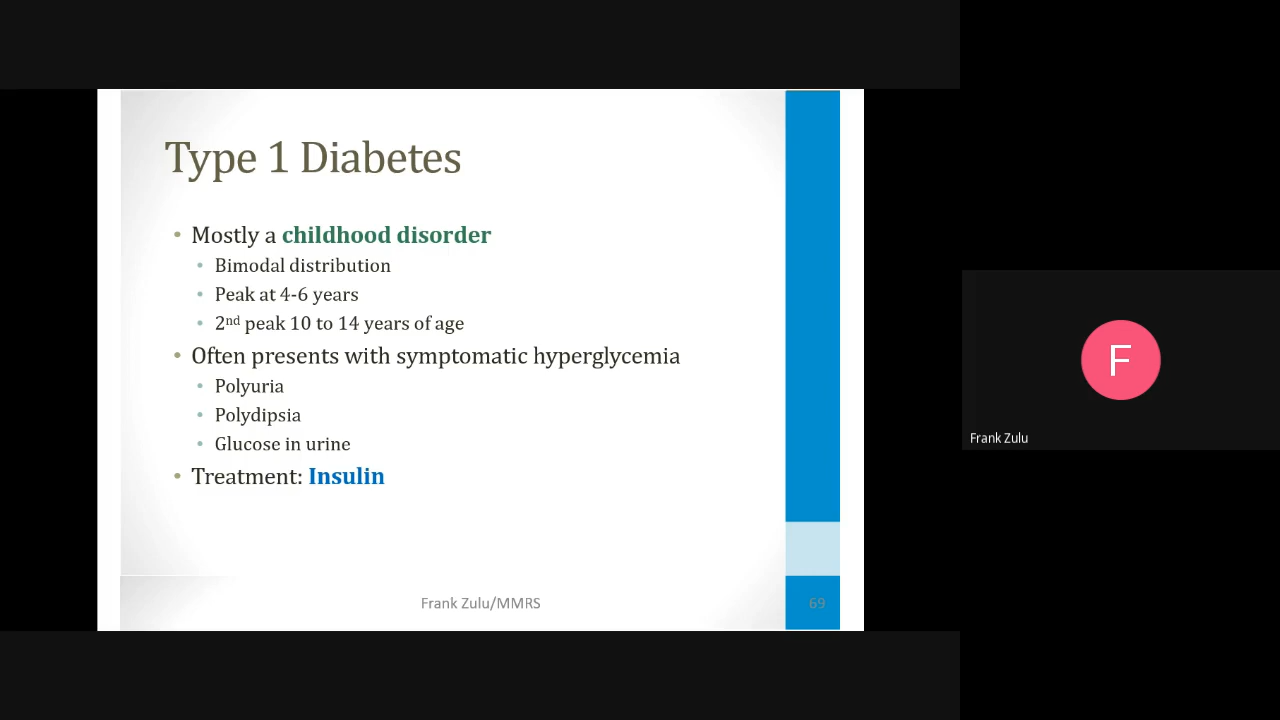 Type 1 Diabetes
• Mostly a childhood disorder
• Bimodal distribution
• Peak at 4-6 years
• 2nd peak 10 to 14 years of age
• Often presents with symptomatic hyperglycemia
• Polyuria
• Polydipsia
• Glucose in urine
• Treatment: Insulin
Frank Zulu/MMRS
69
F
Frank Zulu